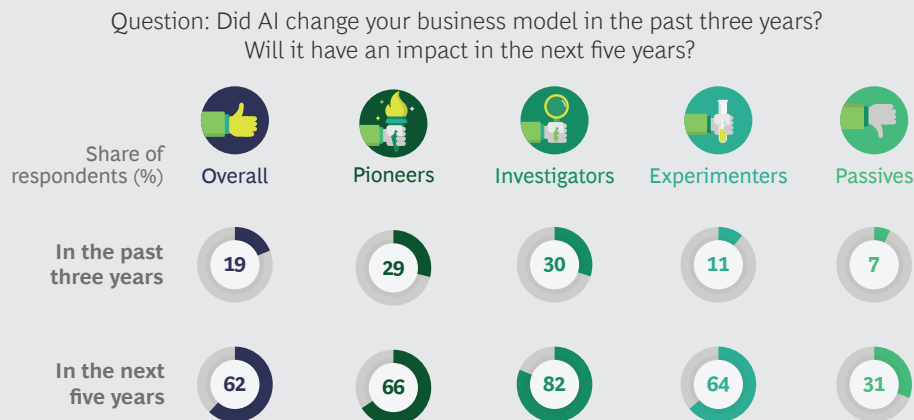 Question: Did AI change your business model in the past three years?
Will it have an impact in the next five years?
Share of
respondents (%)
Overall
Pioneers
Investigators
Experimenters
Passives
In the past
three years
19
29
30
11
7
In the next
five years
62
66
82
64
31